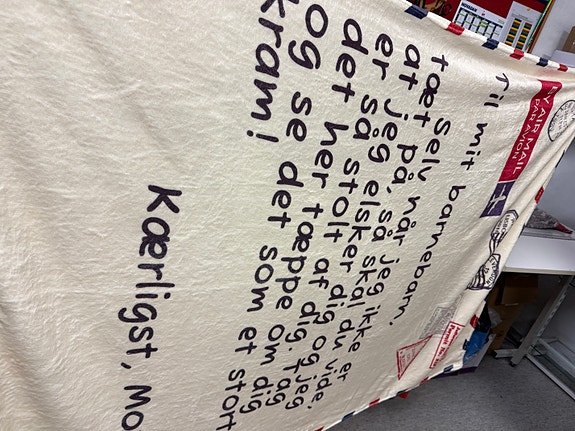 BY AIR MAIL
PAR AVION
Til mit barnebarn.
Selv når jeg ikke er
tæt på, så skal du vide,
at jeg elsker dig og jeg
er så stolt af dig. Tag
det her tæppe om dig
og se det som et stort
kram!
Kærligst, Mo